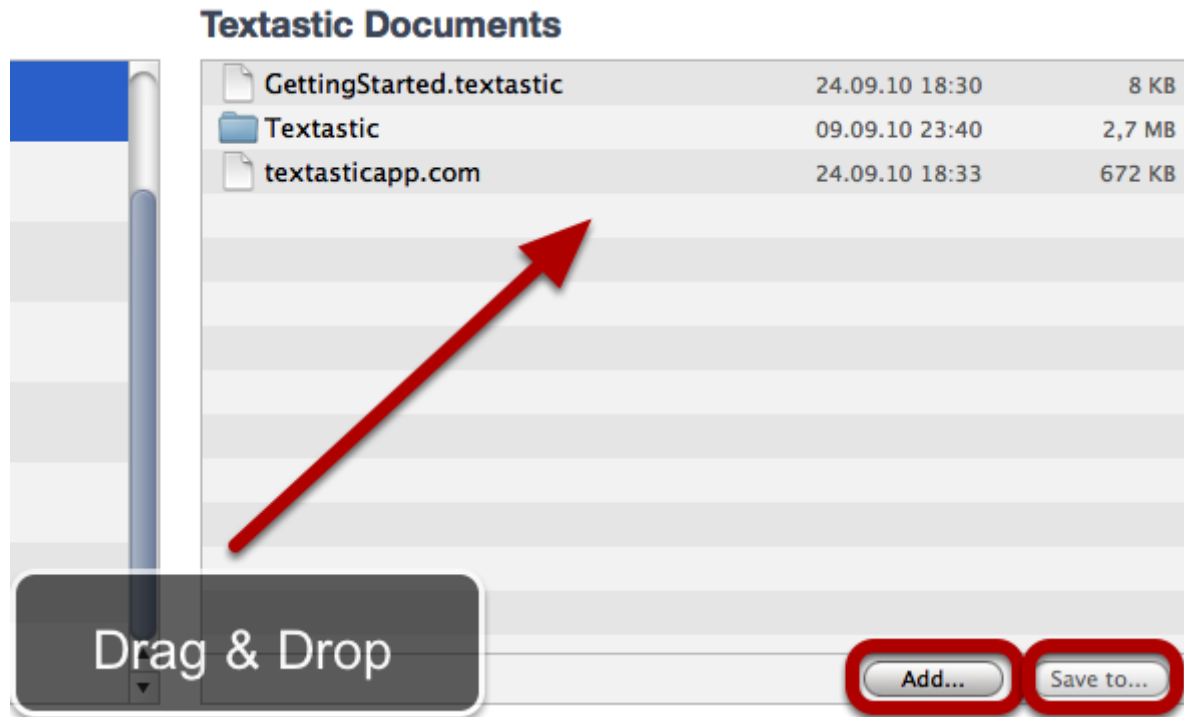 Textastic Documents
GettingStarted.textastic 24.09.10 18:30 8 KB
Textastic 09.09.10 23:40 2,7 MB
textasticapp.com 24.09.10 18:33 672 KB
Drag & Drop
Add... Save to...